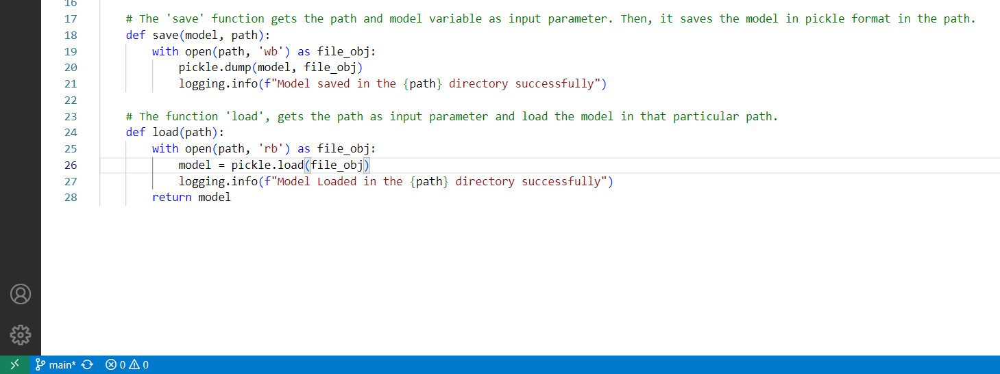 16
17 # The 'save' function gets the path and model variable as input parameter. Then, it saves the model in pickle format in the path.
18 def save(model, path):
19 with open(path, 'wb') as file_obj:
20 pickle.dump(model, file_obj)
21 logging.info(f"Model saved in the {path} directory successfully")
22
23 # The function 'load', gets the path as input parameter and load the model in that particular path.
24 def load(path):
25 with open(path, 'rb') as file_obj:
26 model = pickle.load(file_obj)
27 logging.info(f"Model Loaded in the {path} directory successfully")
28 return model
main* 0 0